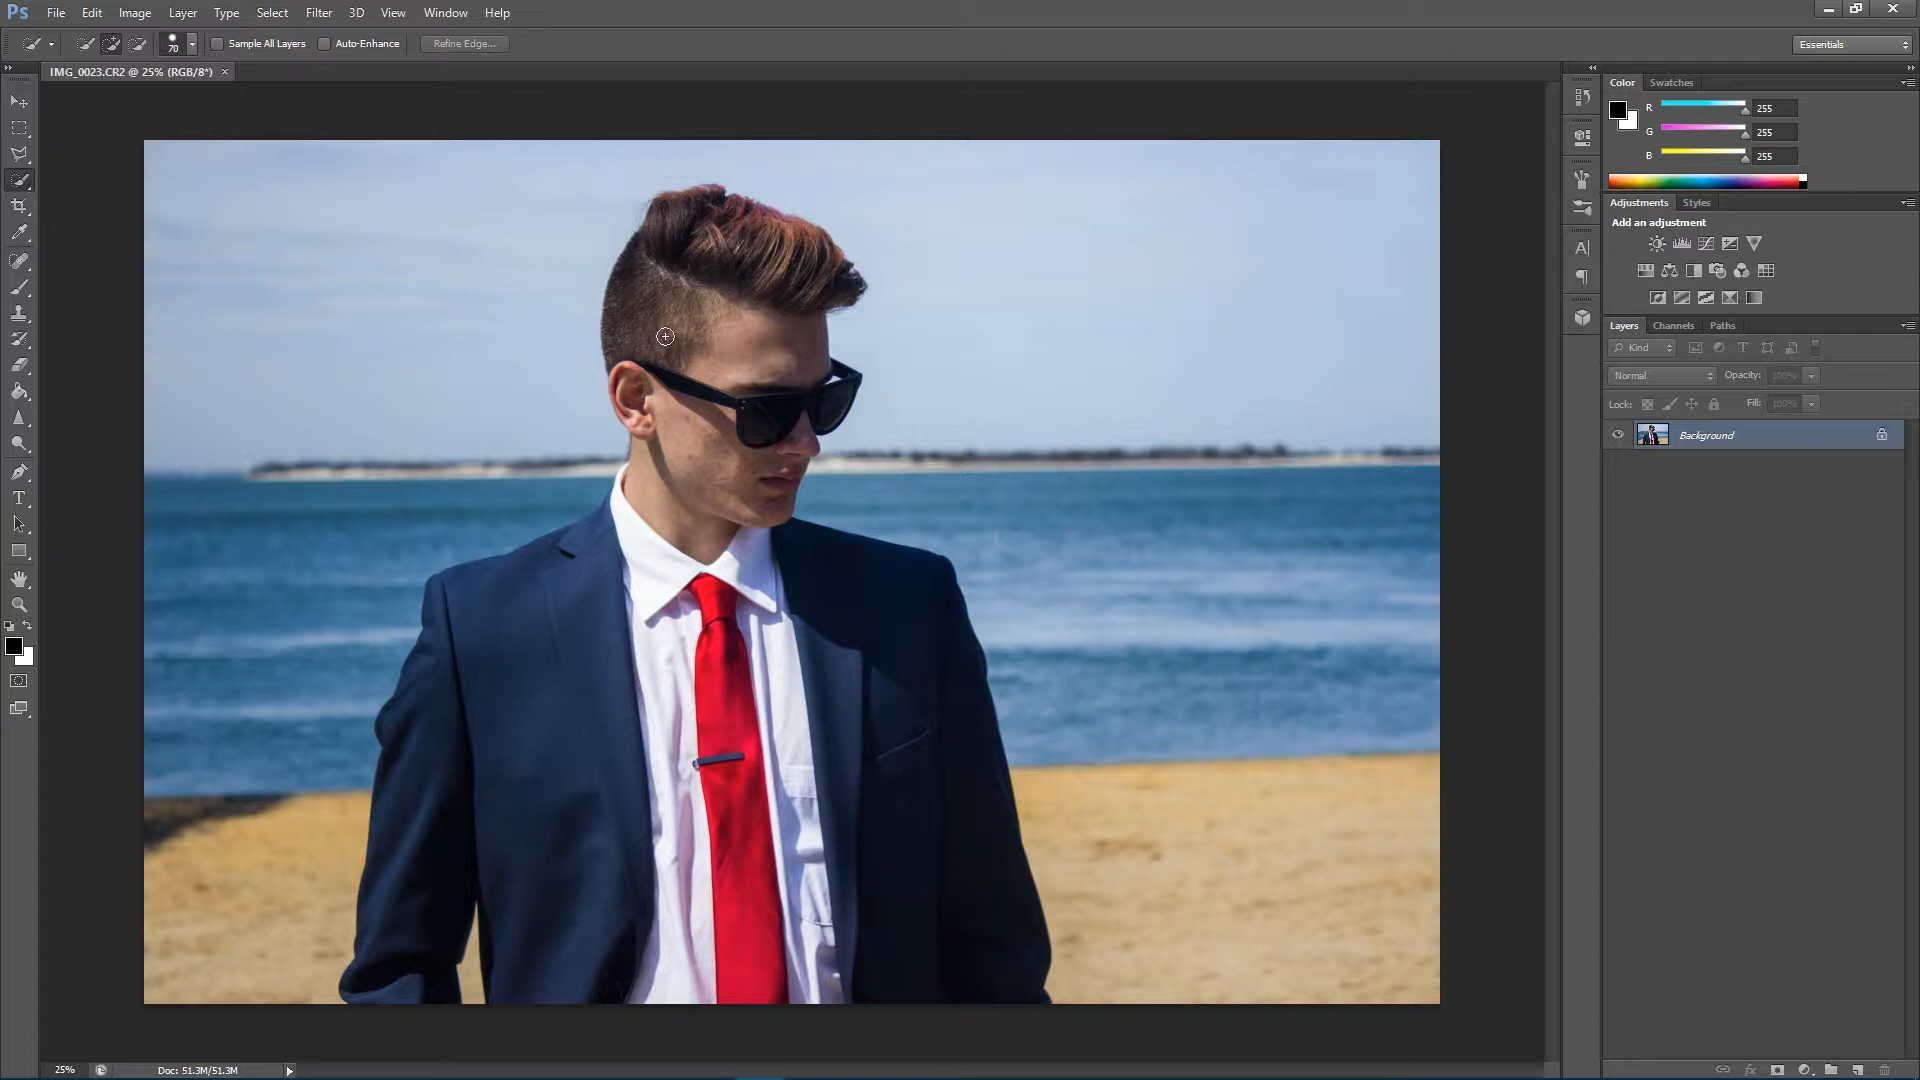 Ps File Edit Image Layer Type Select Filter 3D View Window Help
70 Sample All Layers Auto-Enhance Refine Edge... Essentials
IMG_0023.CR2 @ 25% (RGB/8*) ×
Color Swatches
R 255
G 255
B 255
Adjustments Styles
Add an adjustment
Layers Channels Paths
Kind
Normal Opacity: 100%
Lock: Fill: 100%
Background
25% Doc: 51.3M/51.3M